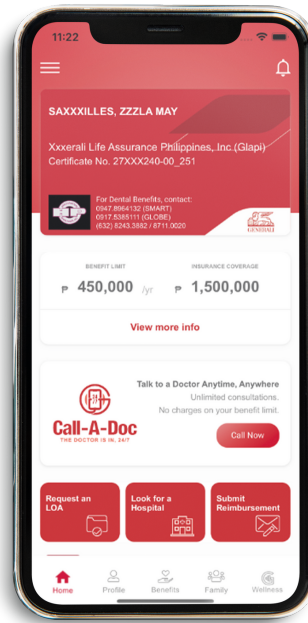 11:22
SAXXXILLES, ZZZLA MAY
Xxxerali Life Assurance Philippines, Inc.(Glapi)
Certificate No. 27XXX240-00_251
For Dental Benefits, contact:
0947.8964132 (SMART)
0917.5385111 (GLOBE)
(632) 8243.3882 / 8711.0020
GENERALI
BENEFIT LIMIT
INSURANCE COVERAGE
₱ 450,000 /yr ₱ 1,500,000
View more info
Talk to a Doctor Anytime, Anywhere
Unlimited consultations.
No charges on your benefit limit.
Call-A-Doc
THE DOCTOR IS IN, 24/7
Call Now
Request an
LOA
Look for a
Hospital
Submit
Reimbursement
Home
Profile
Benefits
Family
Wellness